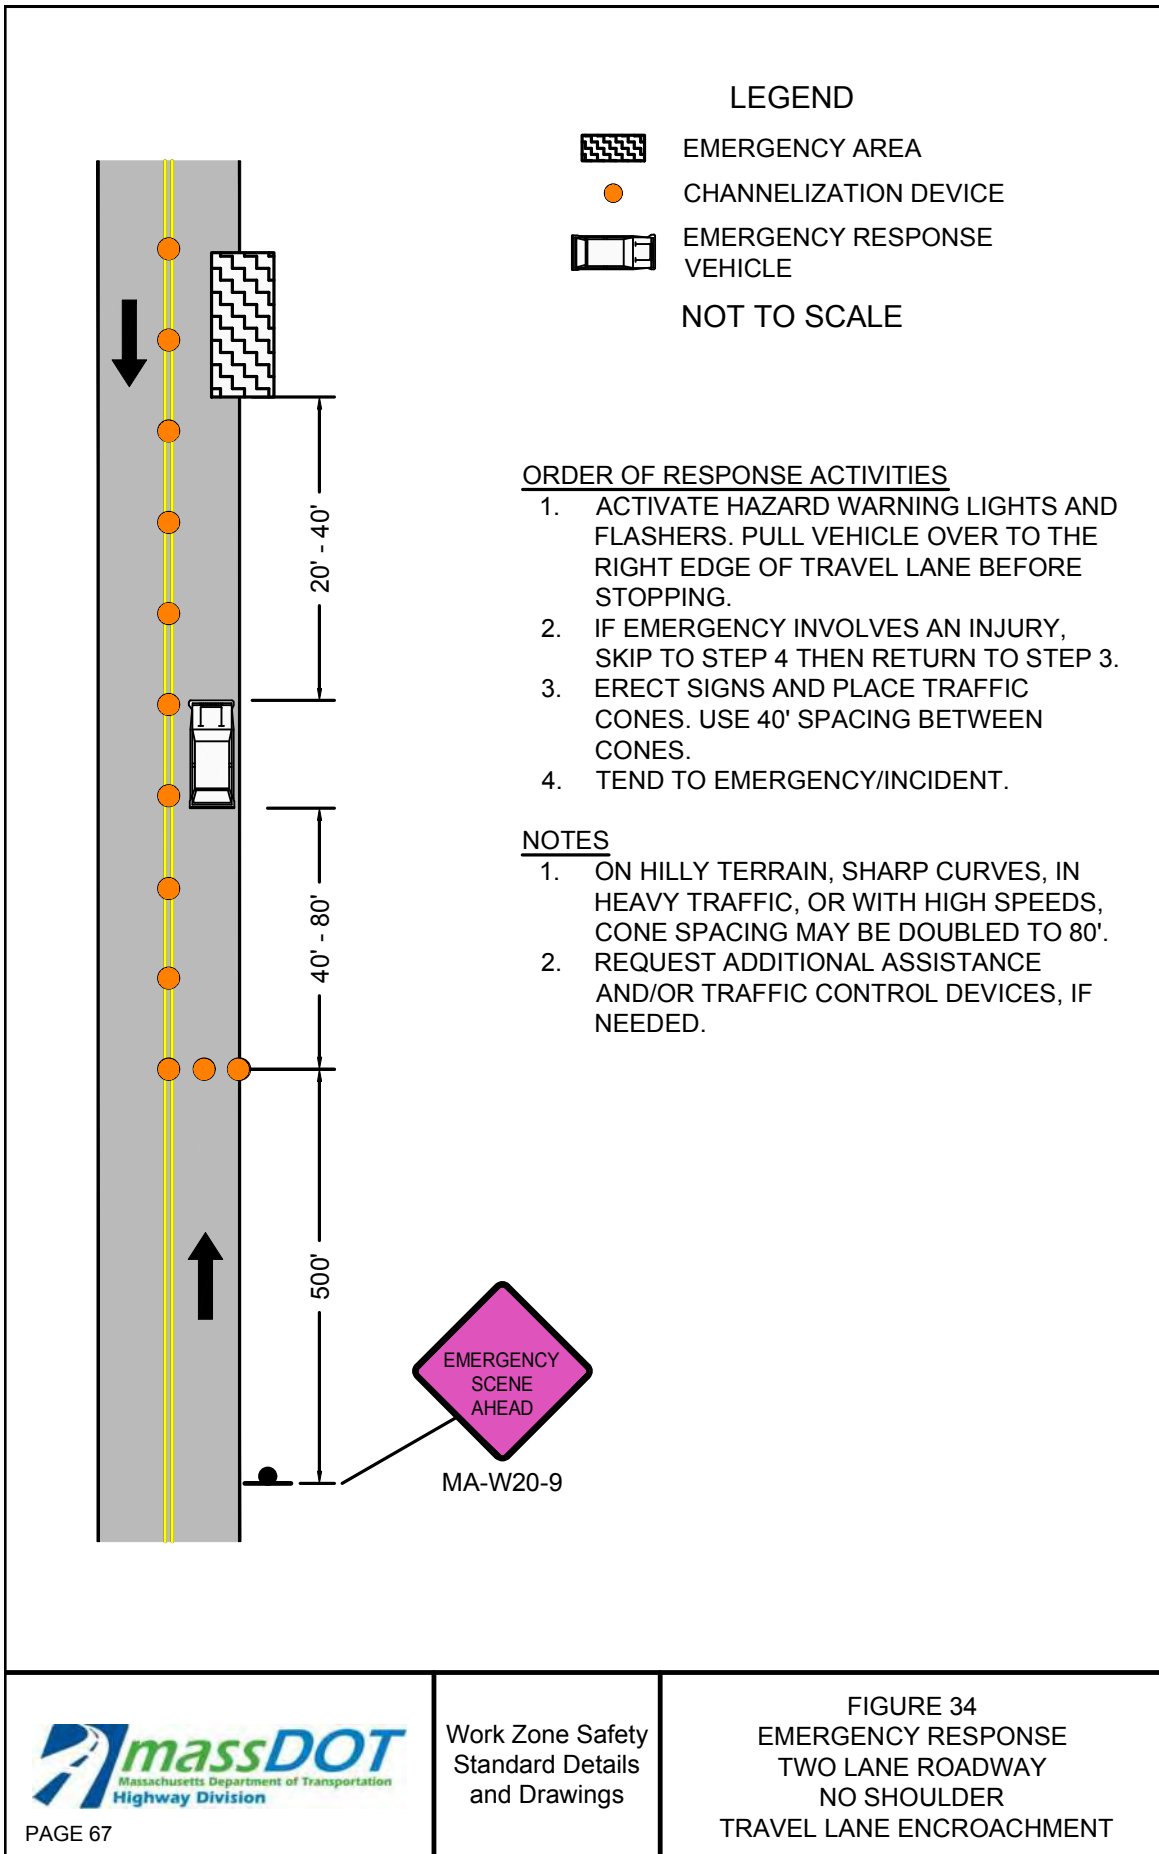 LEGEND
EMERGENCY AREA
CHANNELIZATION DEVICE
EMERGENCY RESPONSE
VEHICLE
NOT TO SCALE
20' - 40'
40' - 80'
500'
ORDER OF RESPONSE ACTIVITIES
1. ACTIVATE HAZARD WARNING LIGHTS AND
FLASHERS. PULL VEHICLE OVER TO THE
RIGHT EDGE OF TRAVEL LANE BEFORE
STOPPING.
2. IF EMERGENCY INVOLVES AN INJURY,
SKIP TO STEP 4 THEN RETURN TO STEP 3.
3. ERECT SIGNS AND PLACE TRAFFIC
CONES. USE 40' SPACING BETWEEN
CONES.
4. TEND TO EMERGENCY/INCIDENT.
NOTES
1. ON HILLY TERRAIN, SHARP CURVES, IN
HEAVY TRAFFIC, OR WITH HIGH SPEEDS,
CONE SPACING MAY BE DOUBLED TO 80'.
2. REQUEST ADDITIONAL ASSISTANCE
AND/OR TRAFFIC CONTROL DEVICES, IF
NEEDED.
EMERGENCY
SCENE
AHEAD
MA-W20-9
massDOT
Massachusetts Department of Transportation
Highway Division
PAGE 67
Work Zone Safety
Standard Details
and Drawings
FIGURE 34
EMERGENCY RESPONSE
TWO LANE ROADWAY
NO SHOULDER
TRAVEL LANE ENCROACHMENT